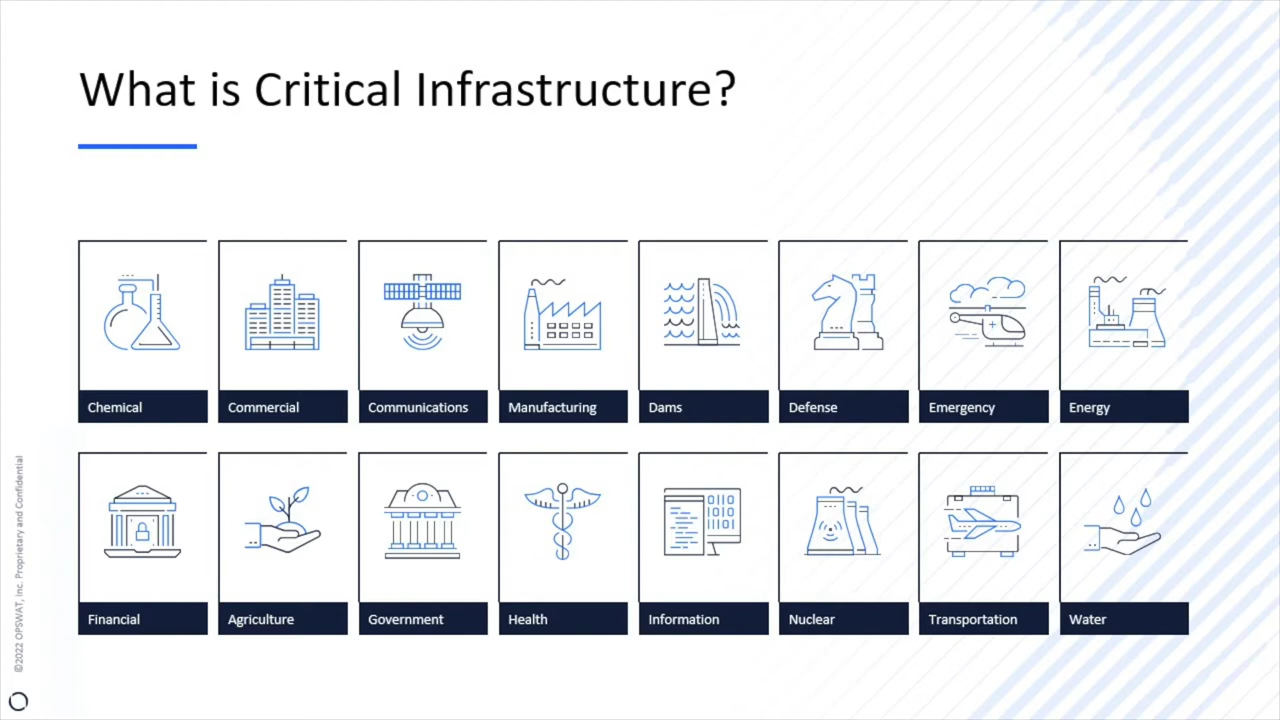 What is Critical Infrastructure?
Chemical
Commercial
Communications
Manufacturing
Dams
Defense
Emergency
Energy
Financial
Agriculture
Government
Health
Information
Nuclear
Transportation
Water
©2022 OPSWAT, Inc. Proprietary and Confidential